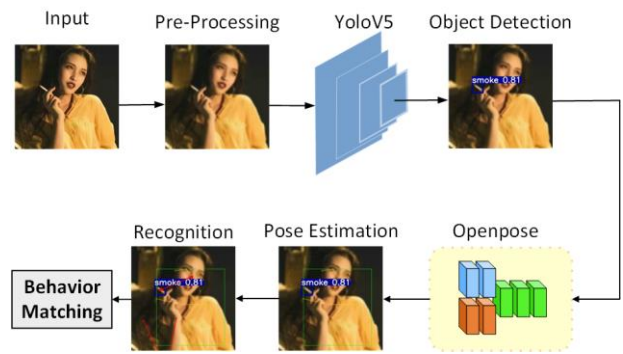 Input
Pre-Processing
YoloV5
Object Detection
smoke 0.81
Recognition
Pose Estimation
Openpose
smoke 0.81
smoke 0.81
Behavior
Matching